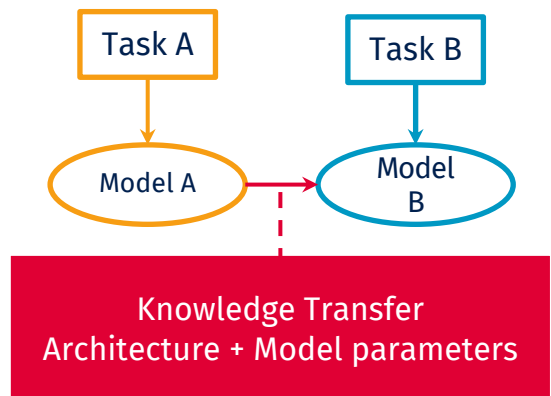 Task A
Task B
Model A
Model
B
Knowledge Transfer
Architecture + Model parameters